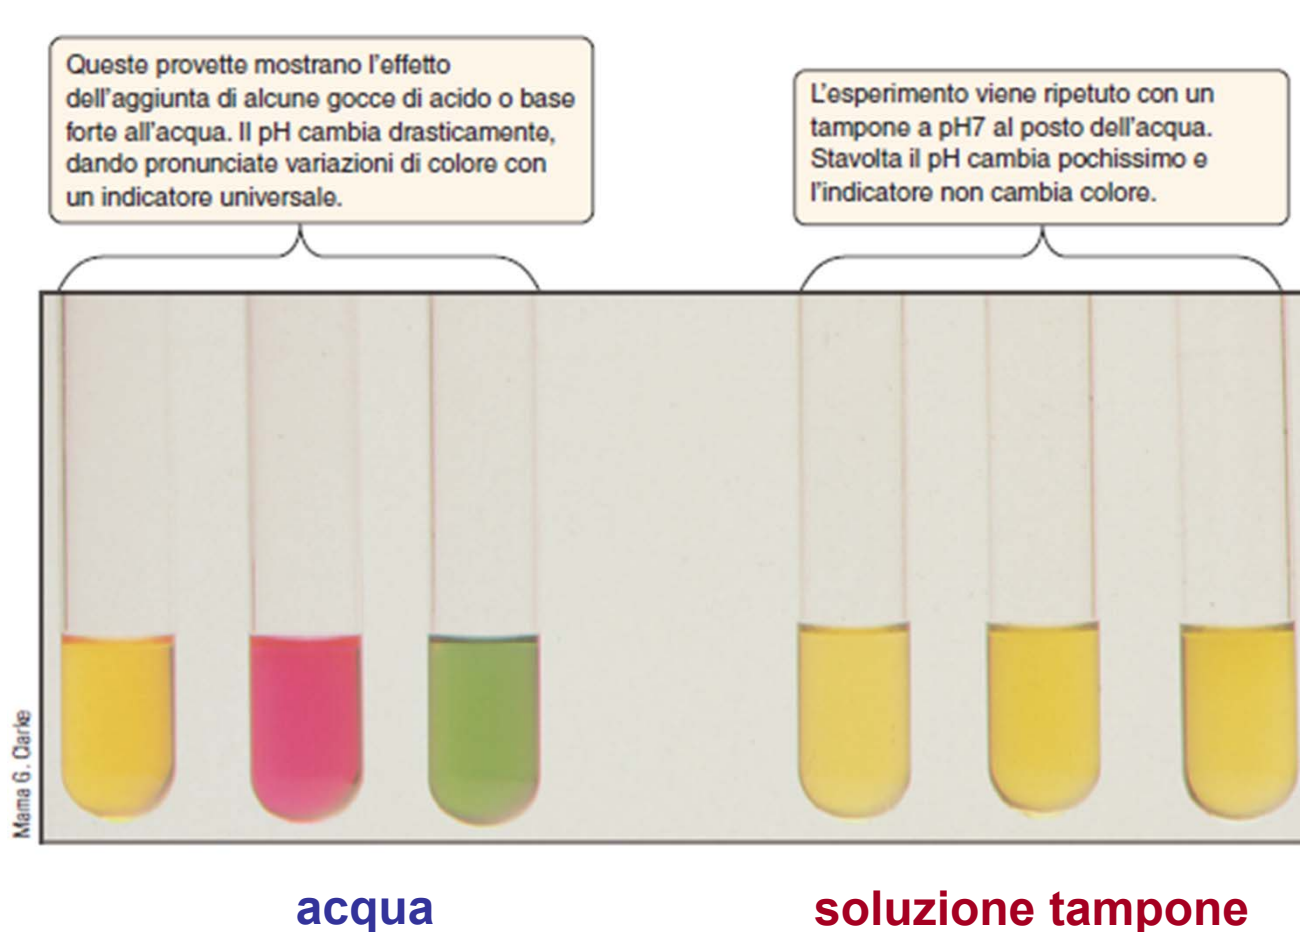 Queste provette mostrano l'effetto
dell'aggiunta di alcune gocce di acido o base
forte all'acqua. Il pH cambia drasticamente,
dando pronunciate variazioni di colore con
un indicatore universale.
L'esperimento viene ripetuto con un
tampone a pH7 al posto dell'acqua.
Stavolta il pH cambia pochissimo e
l'indicatore non cambia colore.
Mama G. Clarke
acqua
soluzione tampone